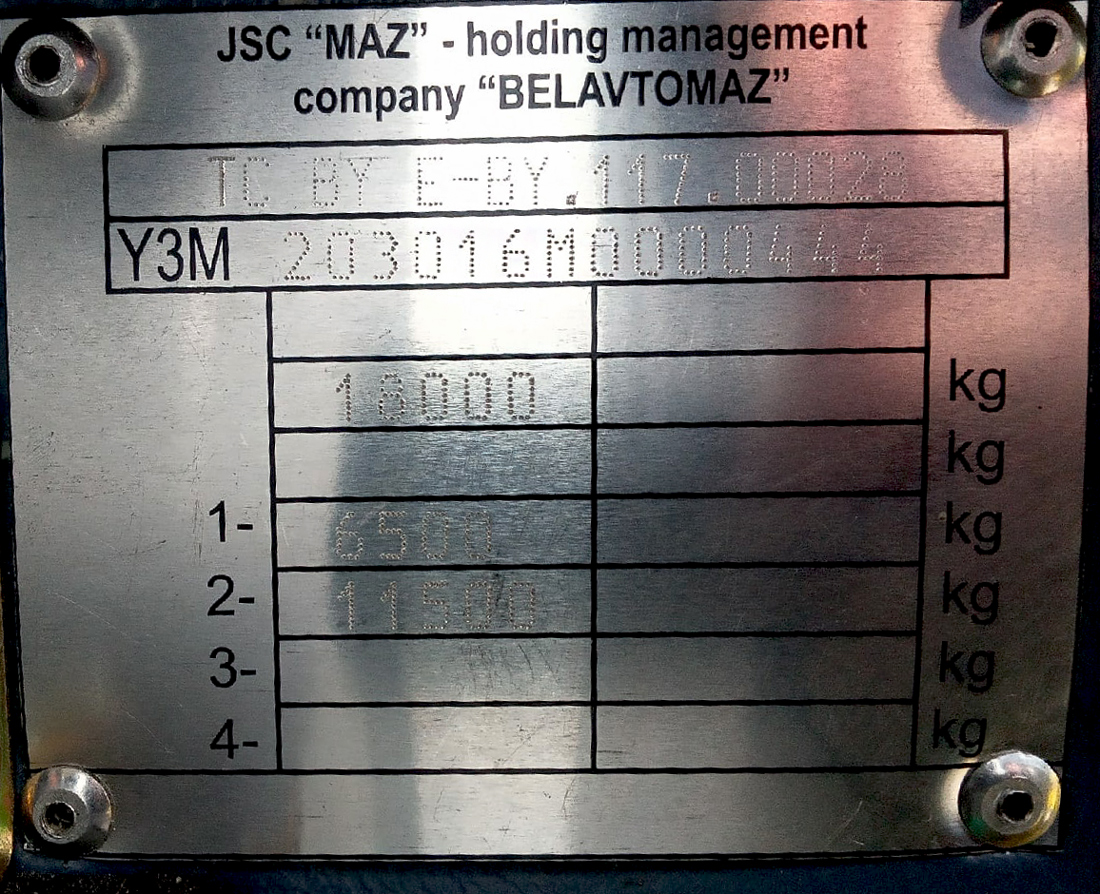 JSC “MAZ” - holding management
company “BELAVTOMAZ”
TC BY E-BY.117.00028
Y3M 203016M0000444
18000 kg
kg
1- 6500 kg
2- 11500 kg
3- kg
4- kg